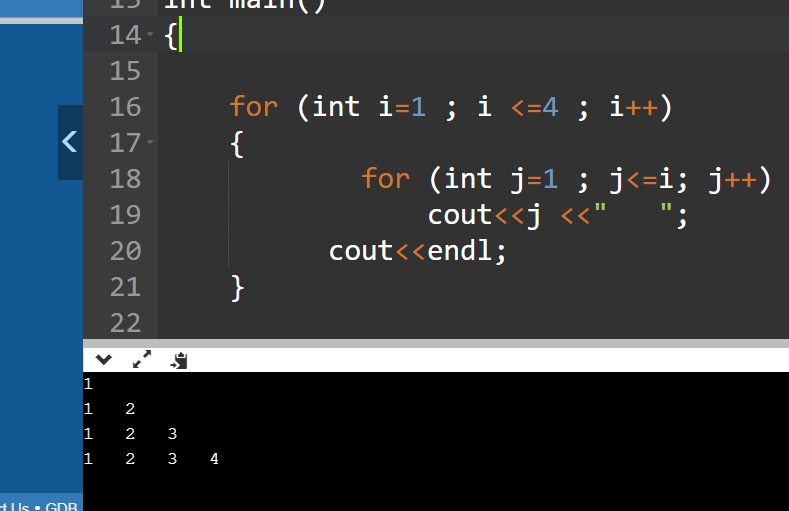 13 int main()
14 {
15
16 for (int i=1 ; i <=4 ; i++)
17 {
18 for (int j=1 ; j<=i; j++)
19 cout<<j <<"   ";
20 cout<<endl;
21 }
22
1
1 2
1 2 3
1 2 3 4
Us • GDB